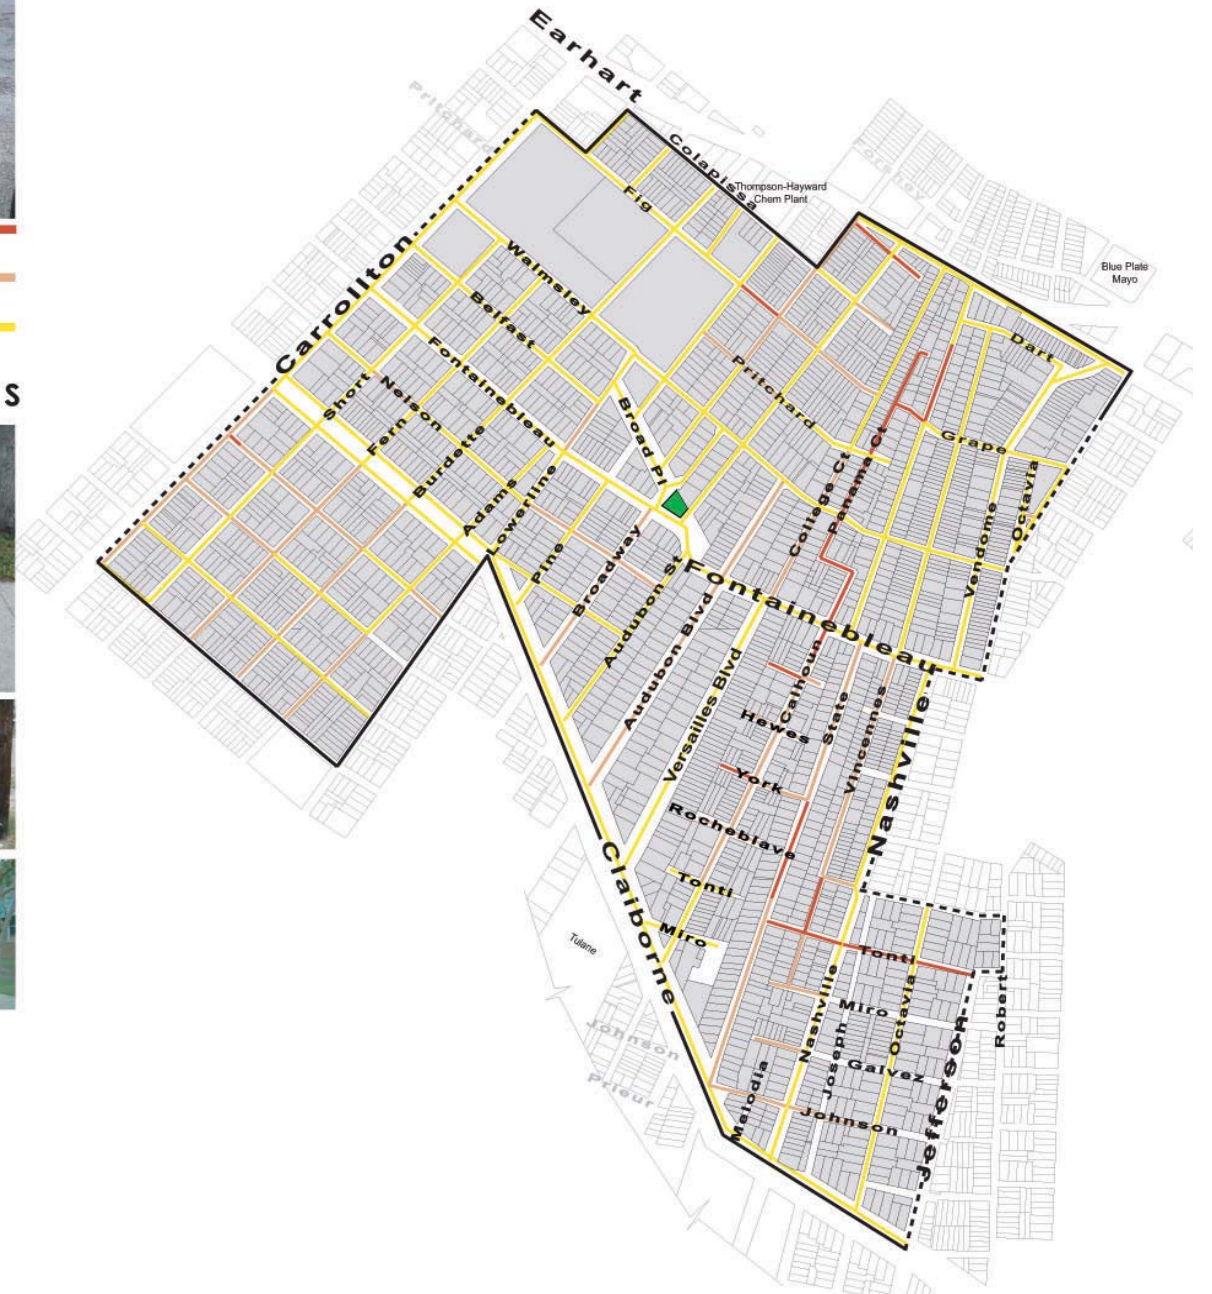 Earhart
Pritchard
Colapissa
Forshey
Thompson-Hayward
Chem Plant
Fig
Blue Plate
Mayo
Carrollton
Walmsley
Belfast
Dart
Fontainebleau
Pritchard
Short
Nelson
S
Broad Pl
Fern
Burdette
Grape
College Ct
Panama Ct
Octavia
Adams
Lowerline
Vendome
Pine
Broadway
Audubon St
Fontainebleau
Audubon Blvd
Versailles Blvd
Calhoun
Hewes
State
Vincennes
Nashville
York
Rocheblave
Claiborne
Tonti
Miro
Tulane
Tonti
Nashville
Octavia
Robert
Miro
Joseph
Johnson
Galvez
Jefferson
Prieur
Melodia
Johnson